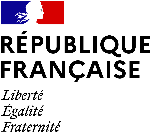 RÉPUBLIQUE
FRANÇAISE
Liberté
Égalité
Fraternité